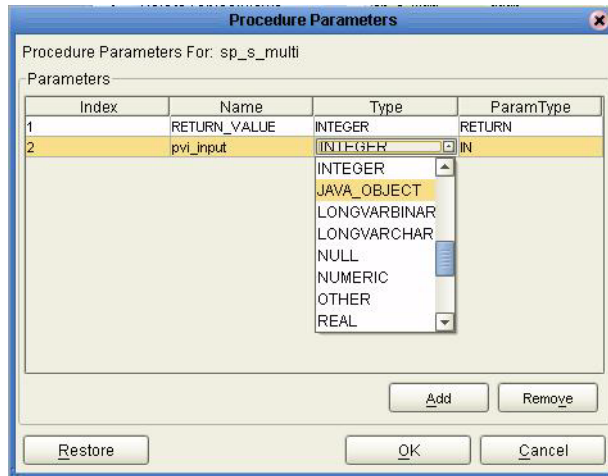 Procedure Parameters
Procedure Parameters For: sp_s_multi
Parameters
Index Name Type ParamType
1 RETURN_VALUE INTEGER RETURN
2 pvi_input INTEGER IN
INTEGER
JAVA_OBJECT
LONGVARBINAR
LONGVARCHAR
NULL
NUMERIC
OTHER
REAL
Add Remove
Restore OK Cancel